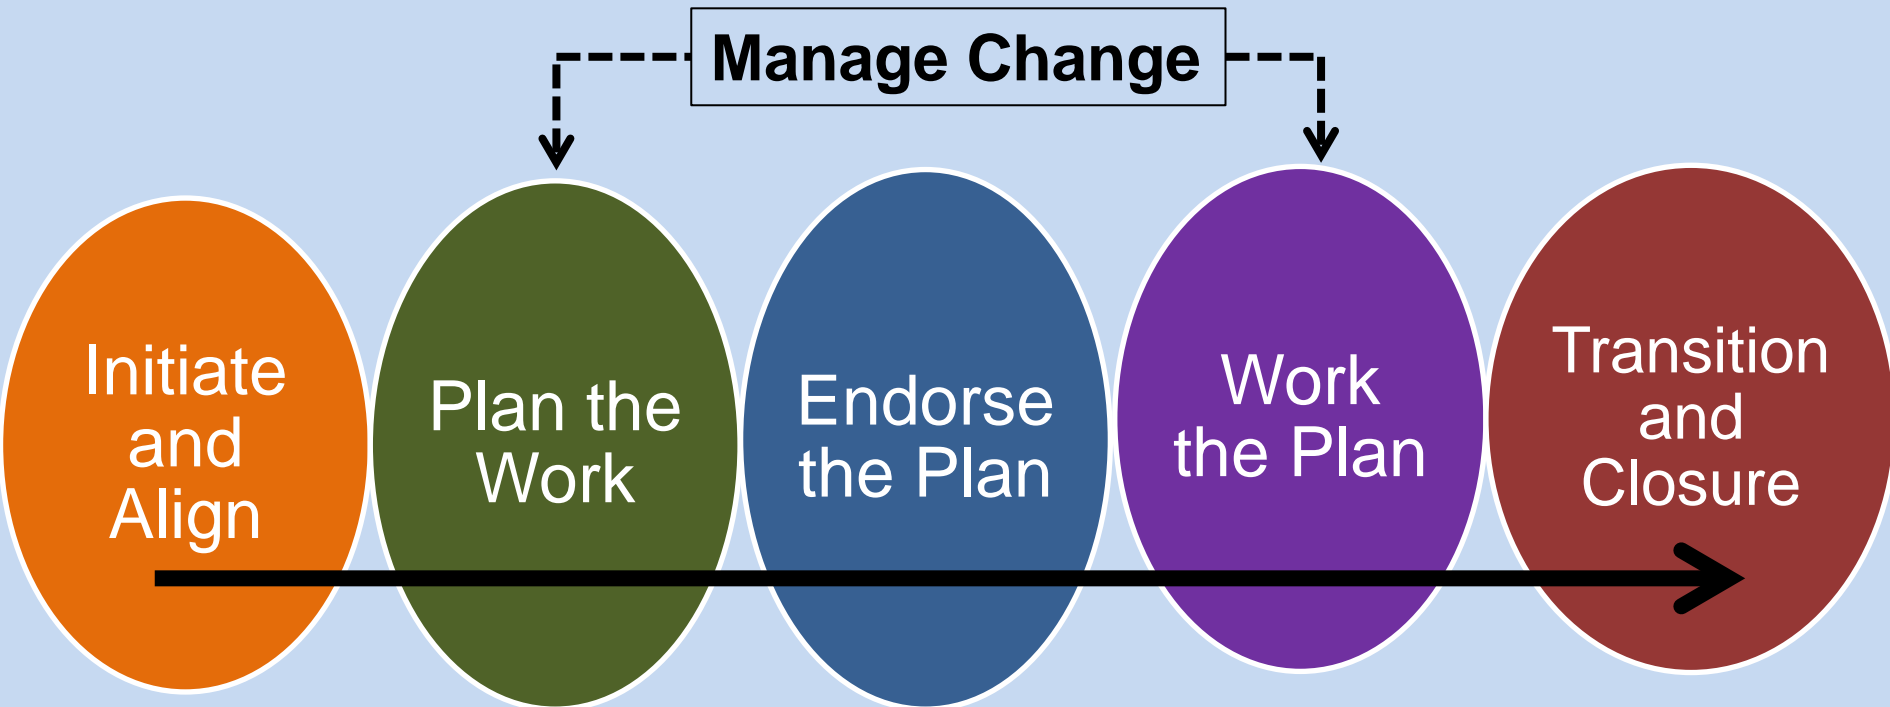 Manage Change
Initiate
and
Align
Plan the
Work
Endorse
the Plan
Work
the Plan
Transition
and
Closure